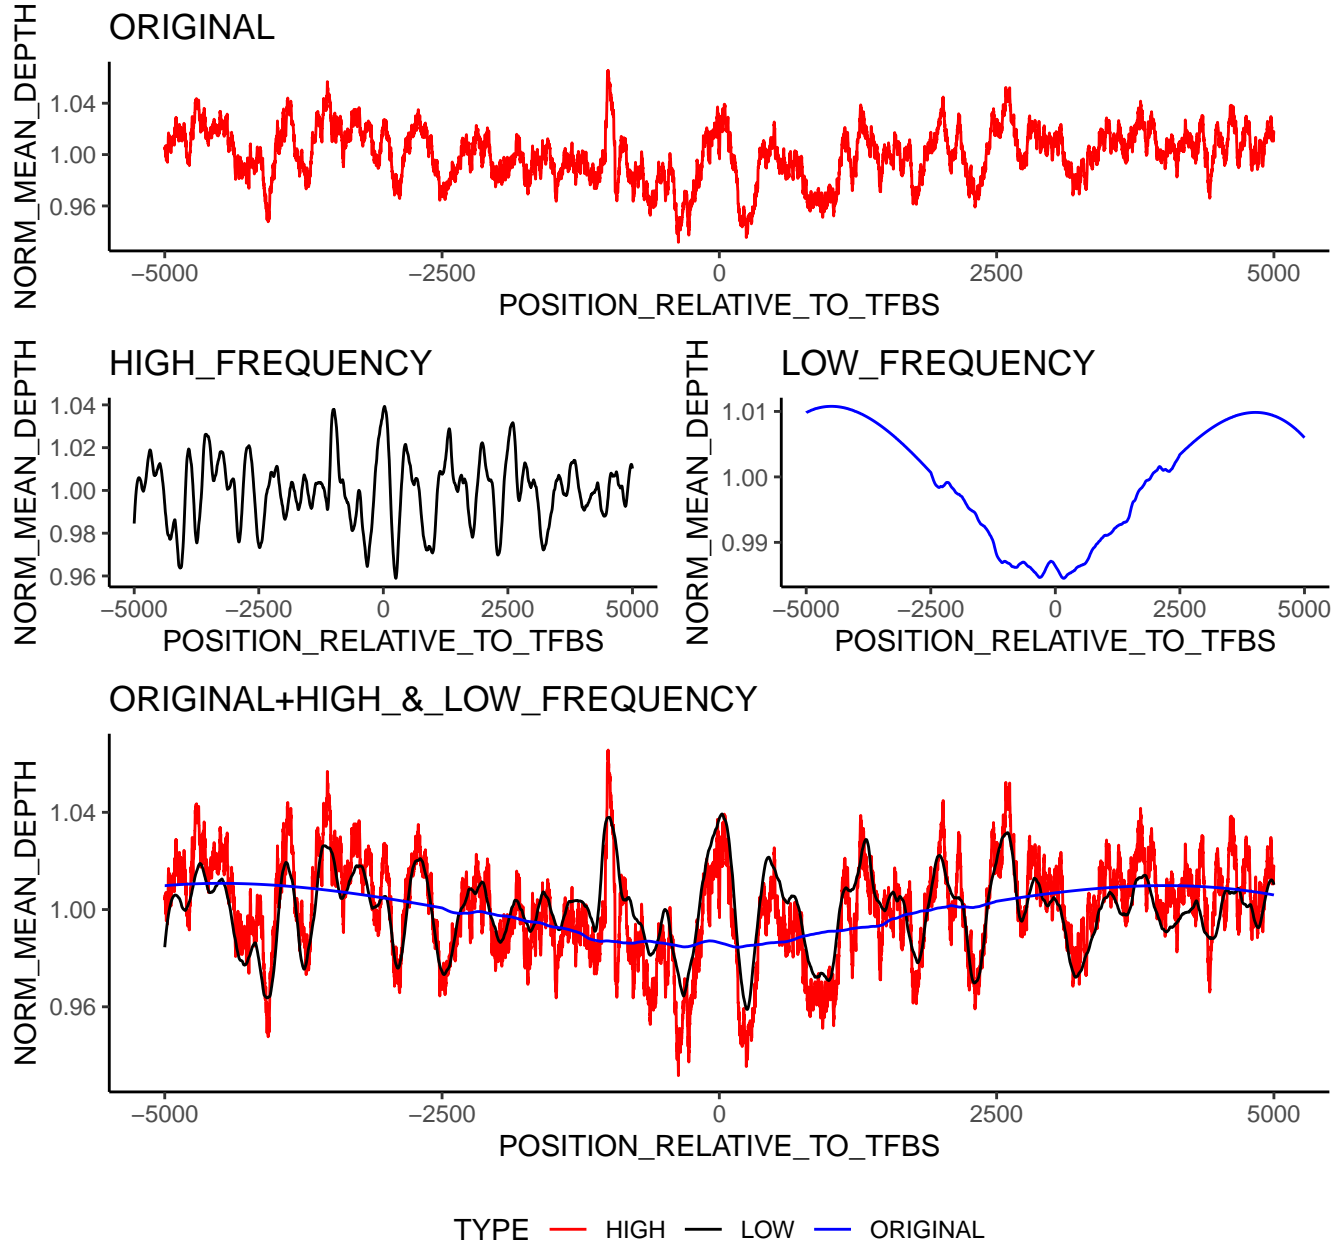 ORIGINAL
NORM_MEAN_DEPTH
1.04
1.00
0.96
−5000 −2500 0 2500 5000
POSITION_RELATIVE_TO_TFBS
HIGH_FREQUENCY
NORM_MEAN_DEPTH
1.04
1.02
1.00
0.98
0.96
−5000 −2500 0 2500 5000
POSITION_RELATIVE_TO_TFBS
LOW_FREQUENCY
NORM_MEAN_DEPTH
1.01
1.00
0.99
−5000 −2500 0 2500 5000
POSITION_RELATIVE_TO_TFBS
ORIGINAL+HIGH_&_LOW_FREQUENCY
NORM_MEAN_DEPTH
1.04
1.00
0.96
−5000 −2500 0 2500 5000
POSITION_RELATIVE_TO_TFBS
TYPE HIGH LOW ORIGINAL